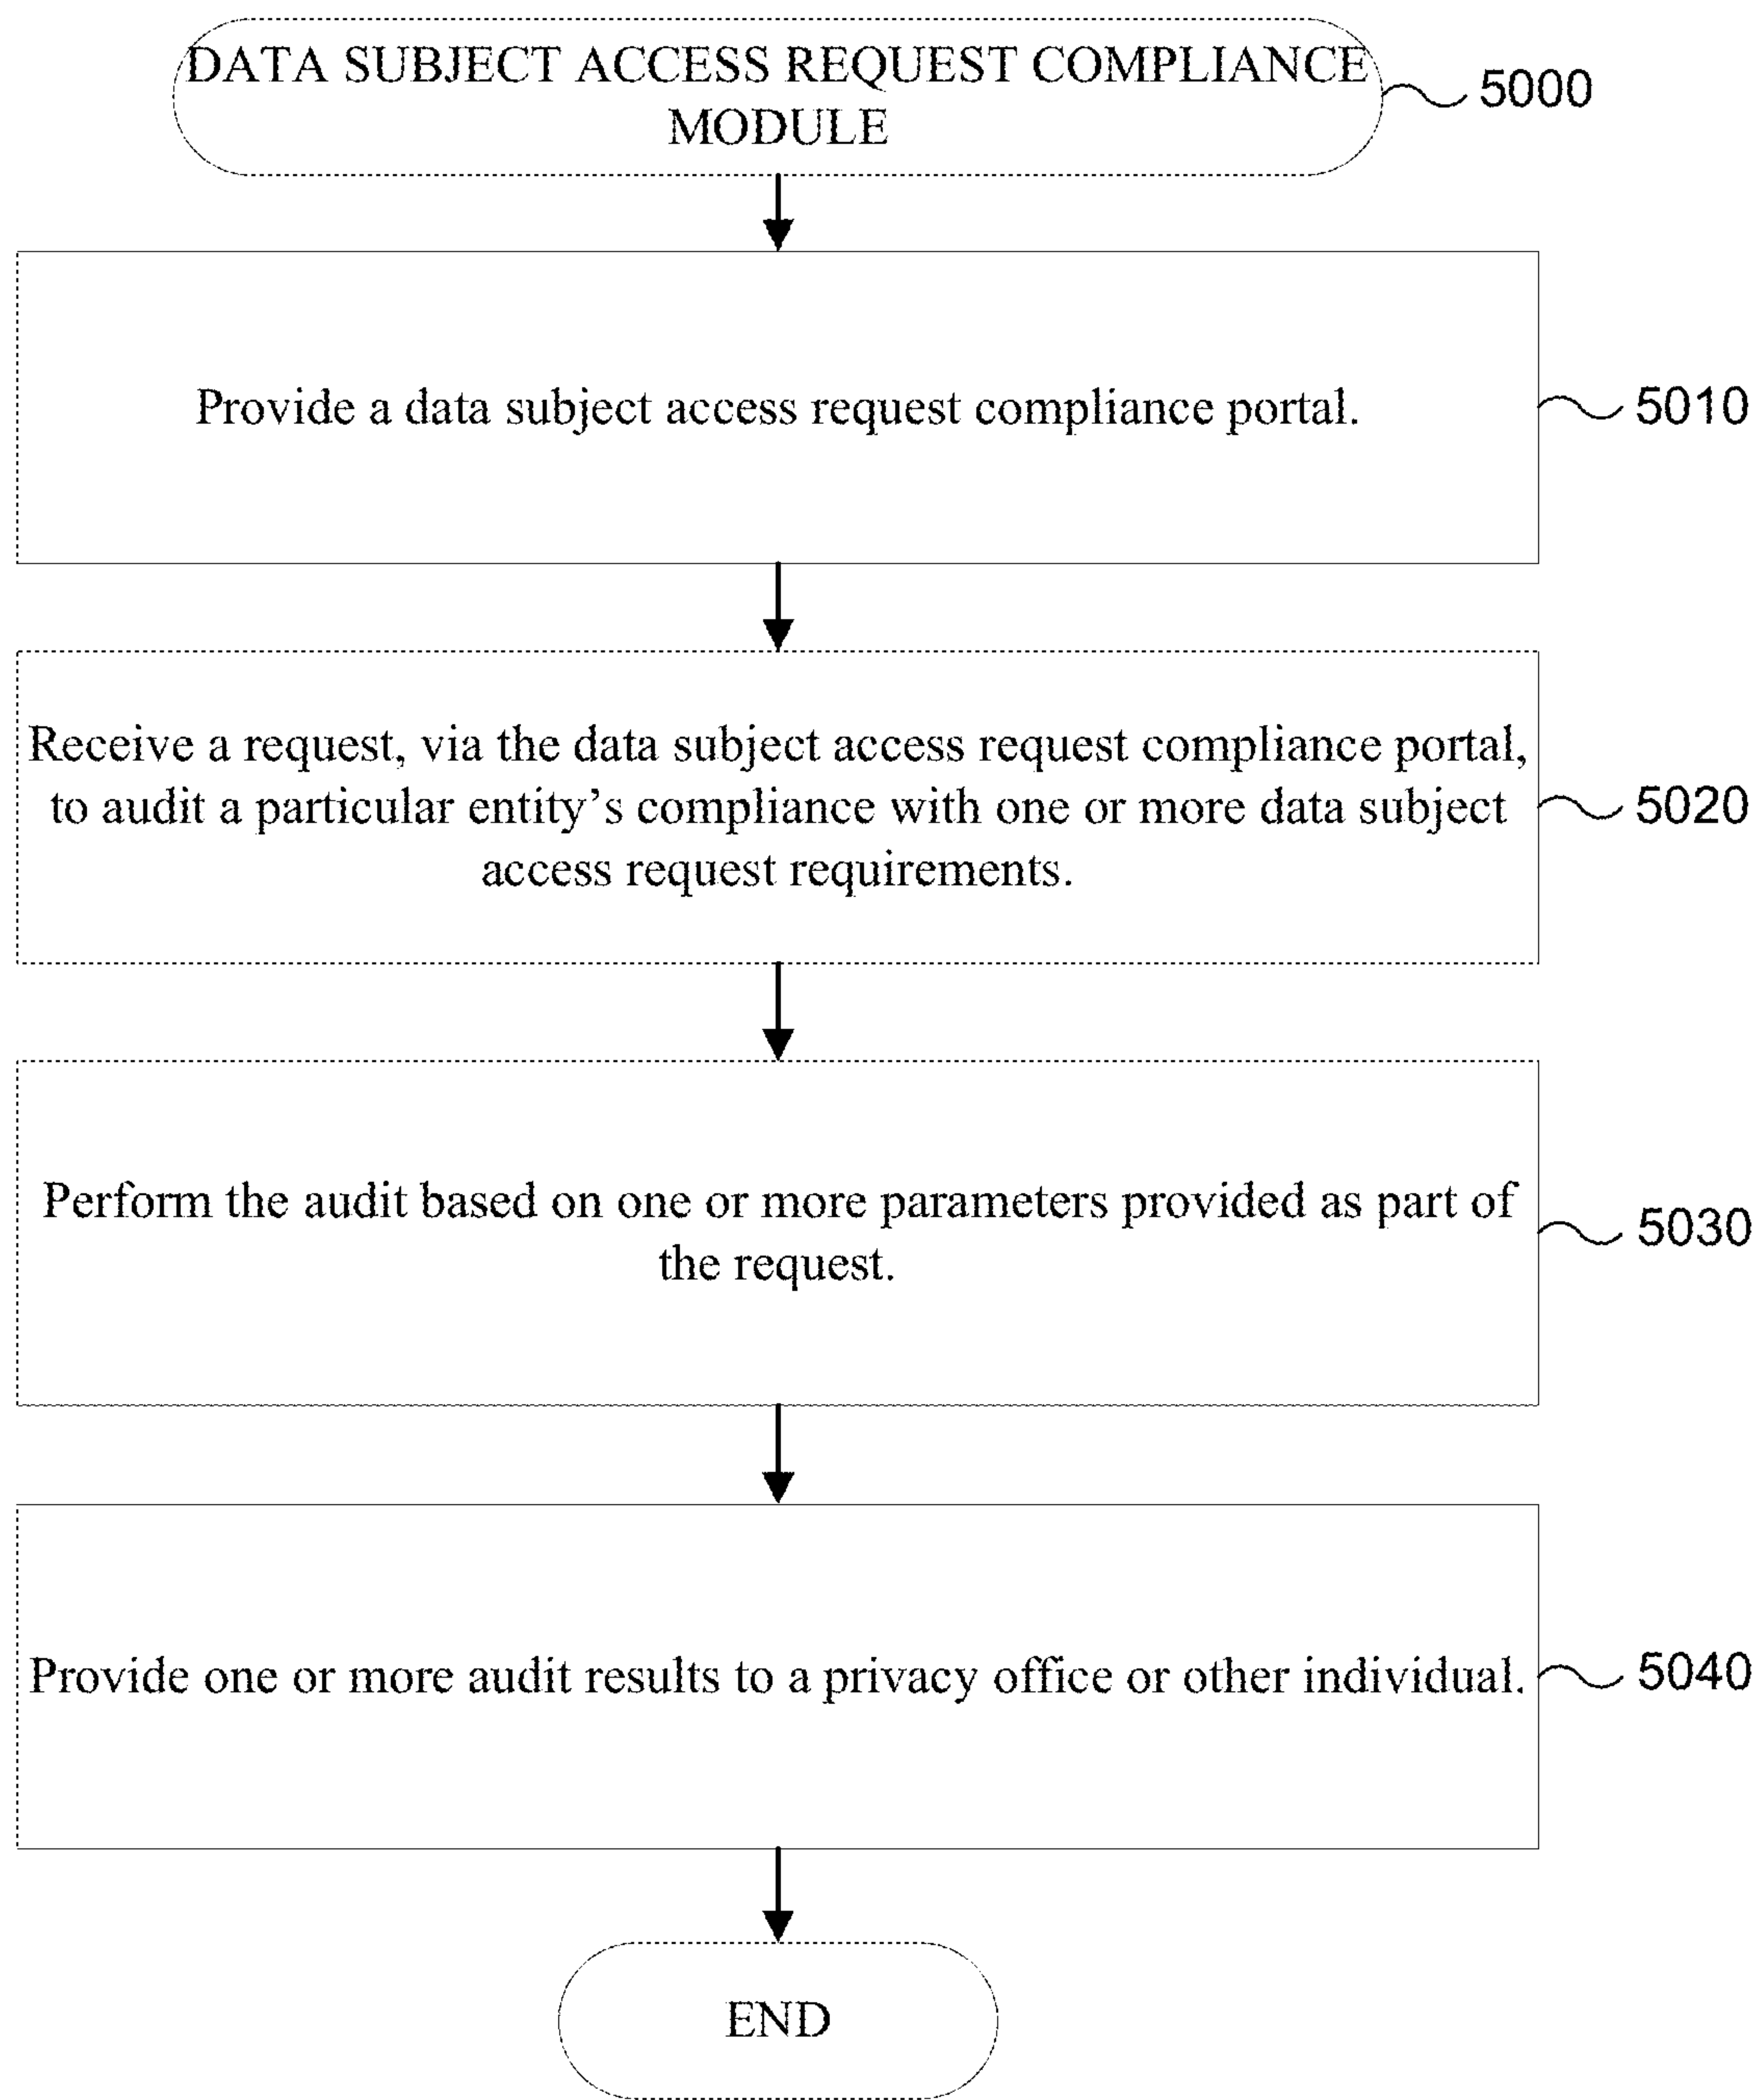 DATA SUBJECT ACCESS REQUEST COMPLIANCE
MODULE
5000
Provide a data subject access request compliance portal.
5010
Receive a request, via the data subject access request compliance portal,
to audit a particular entity’s compliance with one or more data subject
access request requirements.
5020
Perform the audit based on one or more parameters provided as part of
the request.
5030
Provide one or more audit results to a privacy office or other individual.
5040
END